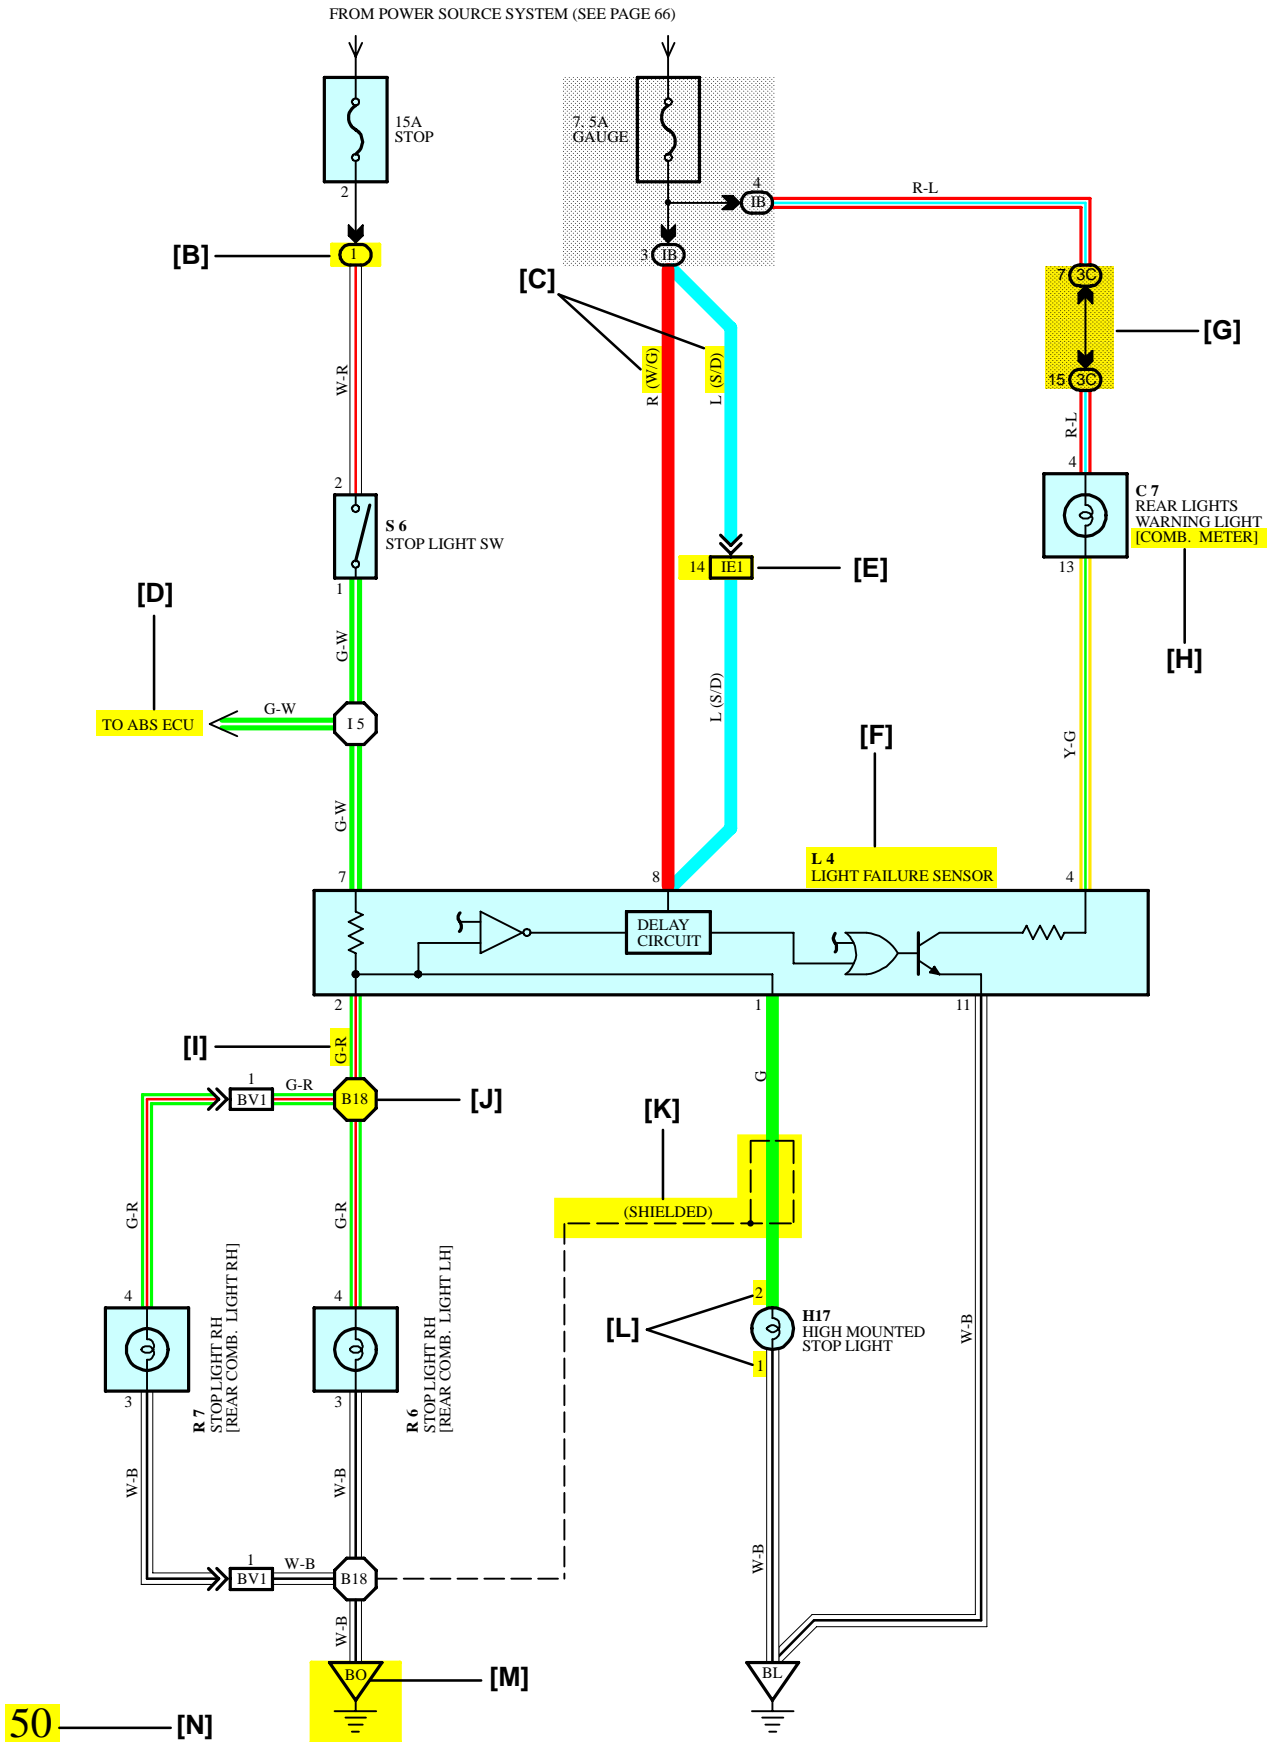 FROM POWER SOURCE SYSTEM (SEE PAGE 66)
15A
STOP
7. 5A
GAUGE
2
4
IB
R-L
[B]
1
3
IB
[C]
7
3C
[G]
15
3C
W-R
R (W/G)
L (S/D)
R-L
2
S 6
STOP LIGHT SW
1
4
C 7
REAR LIGHTS
WARNING LIGHT
[COMB. METER]
13
14
IE1
[E]
[D]
[H]
G-W
TO ABS ECU
G-W
I 5
L (S/D)
[F]
Y-G
G-W
7
8
L 4
LIGHT FAILURE SENSOR
4
DELAY
CIRCUIT
2
1
11
[I]
G-R
1
BV1
G-R
B18
[J]
G
[K]
(SHIELDED)
G-R
G-R
4
R 7
STOP LIGHT RH
[REAR COMB. LIGHT RH]
3
4
R 6
STOP LIGHT RH
[REAR COMB. LIGHT LH]
3
2
H17
HIGH MOUNTED
STOP LIGHT
[L]
1
W-B
W-B
W-B
W-B
1
BV1
W-B
B18
W-B
BO
[M]
BL
50
[N]